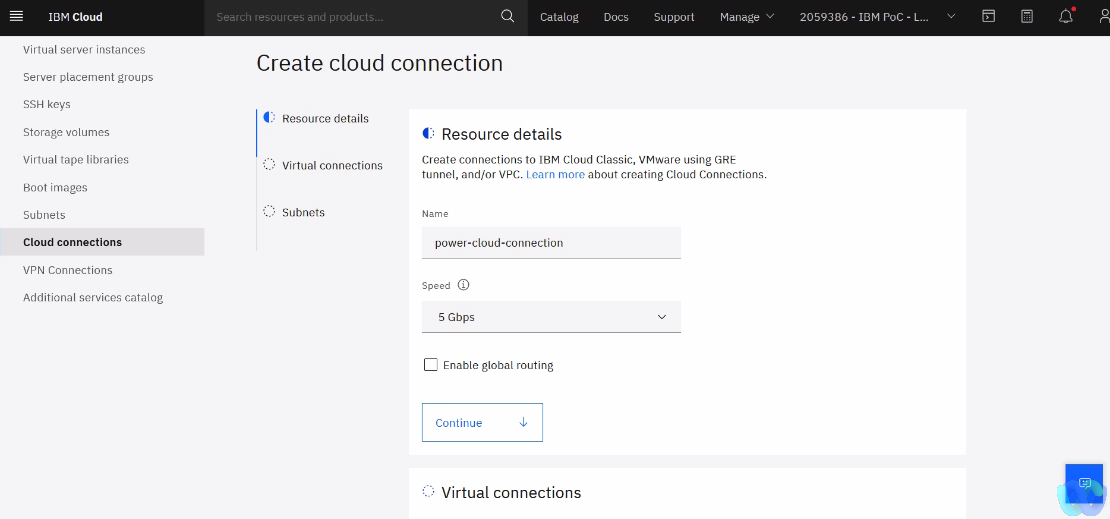 IBM Cloud
Search resources and products...
Catalog
Docs
Support
Manage
2059386 - IBM PoC - L...
Virtual server instances
Server placement groups
SSH keys
Storage volumes
Virtual tape libraries
Boot images
Subnets
Cloud connections
VPN Connections
Additional services catalog
Create cloud connection
Resource details
Virtual connections
Subnets
Resource details
Create connections to IBM Cloud Classic, VMware using GRE
tunnel, and/or VPC. Learn more about creating Cloud Connections.
Name
power-cloud-connection
Speed
5 Gbps
Enable global routing
Continue
Virtual connections